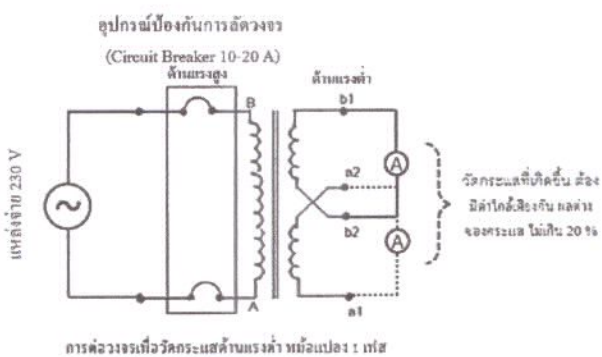 อุปกรณ์ป้องกันการลัดวงจร
(Circuit Breaker 10-20 A)
ด้านแรงสูง
ด้านแรงต่ำ
B
b1
A
a2
วัดกระแสที่เกิดขึ้น ต้อง
มีค่าใกล้เคียงกัน ผลต่าง
ของกระแส ไม่เกิน 20 %
แหล่งจ่าย 230 V
b2
A
A
a1
การต่อวงจรเพื่อวัดกระแสด้านแรงต่ำ หม้อแปลง 1 เฟส